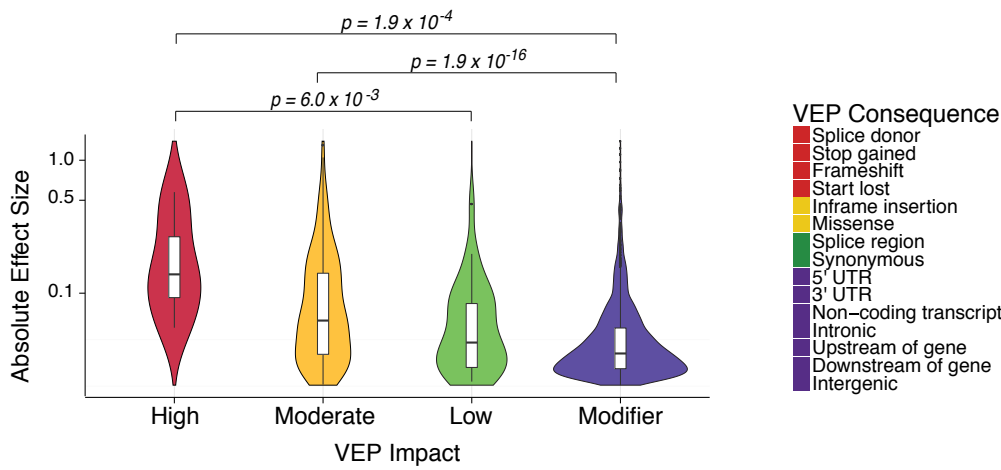 p = 1.9 x 10-4
p = 1.9 x 10-16
p = 6.0 x 10-3
Absolute Effect Size
1.0
0.5
0.1
High
Moderate
Low
Modifier
VEP Impact
VEP Consequence
Splice donor
Stop gained
Frameshift
Start lost
Inframe insertion
Missense
Splice region
Synonymous
5' UTR
3' UTR
Non−coding transcript
Intronic
Upstream of gene
Downstream of gene
Intergenic